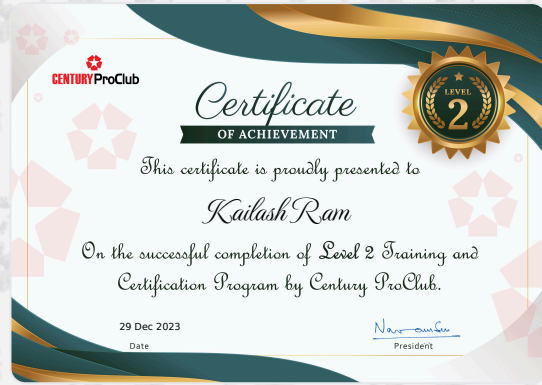 CENTURY ProClub
Certificate
OF ACHIEVEMENT
LEVEL
2
This certificate is proudly presented to
Kailash Ram
On the successful completion of Level 2 Training and
Certification Program by Century ProClub.
29 Dec 2023
Date
President